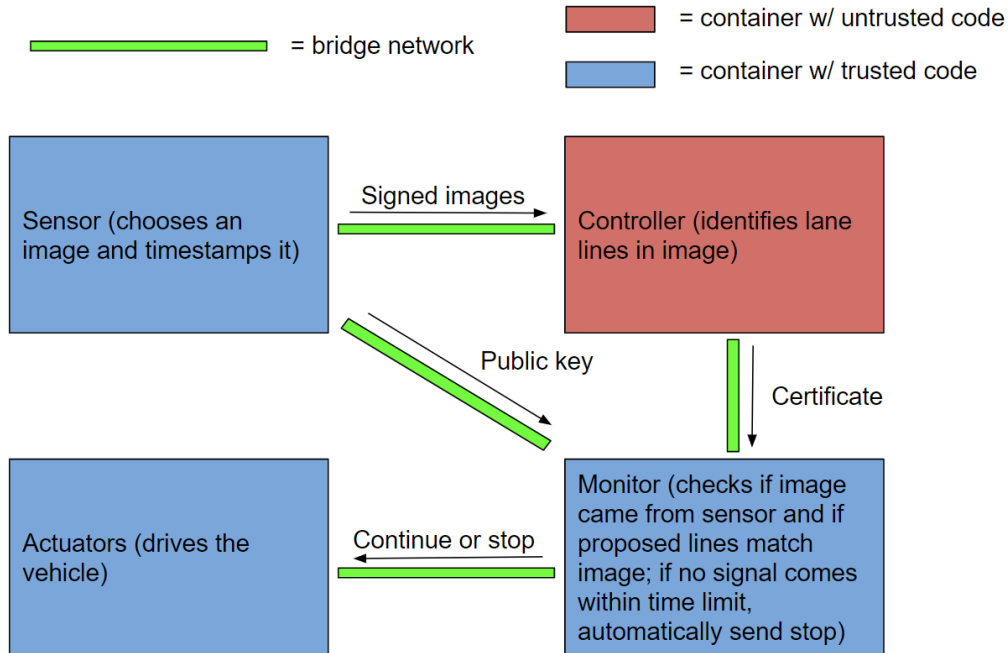 = bridge network
= container w/ untrusted code
= container w/ trusted code
Sensor (chooses an
image and timestamps it)
Signed images
Controller (identifies lane
lines in image)
Public key
Certificate
Actuators (drives the
vehicle)
Continue or stop
Monitor (checks if image
came from sensor and if
proposed lines match
image; if no signal comes
within time limit,
automatically send stop)